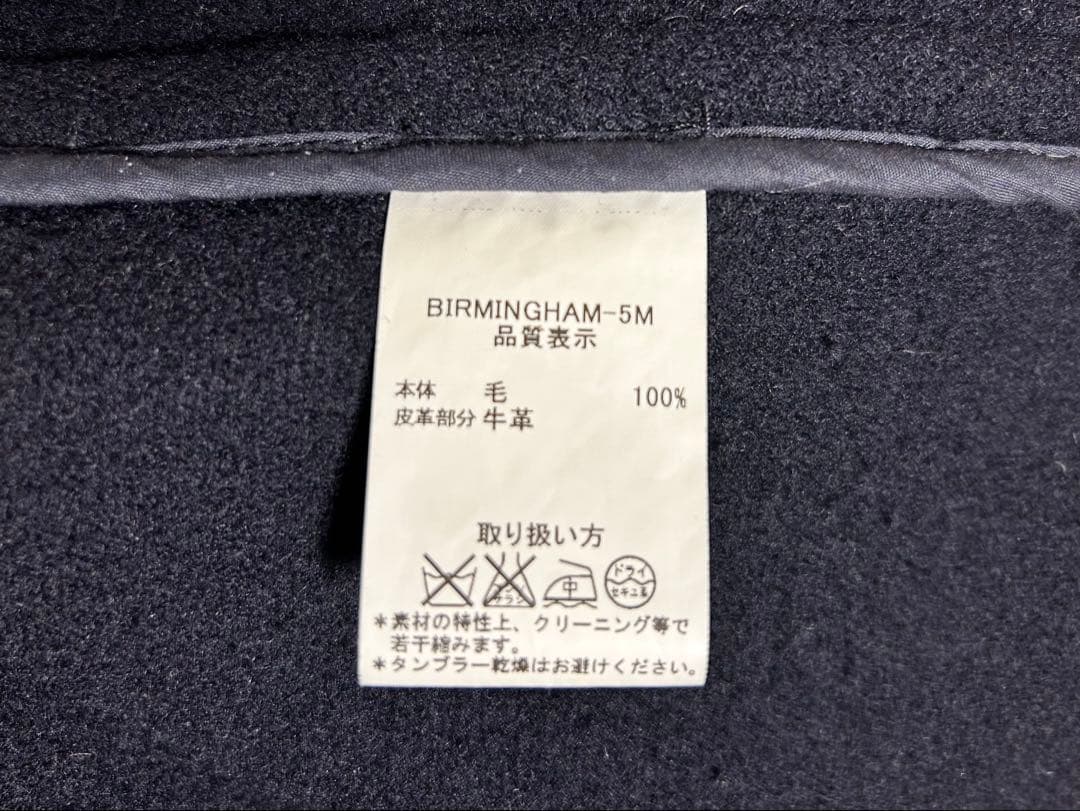 BIRMINGHAM-5M
品質表示
本体 毛 100%
皮革部分 牛革
取り扱い方
中
ドライ
セキユ系
*素材の特性上、クリーニング等で
若干縮みます。
*タンブラー乾燥はお避けください。